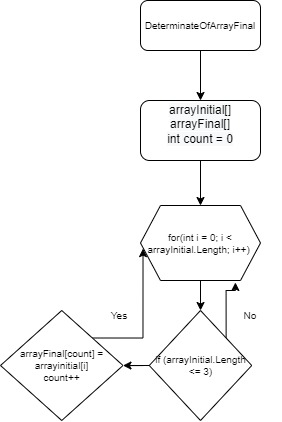 DeterminateOfArrayFinal
arrayInitial[]
arrayFinal[]
int count = 0
for(int i = 0; i <
arrayInitial.Length; i++)
Yes
No
arrayFinal[count] =
arrayinitial[i]
count++
if (arrayInitial.Length
<= 3)